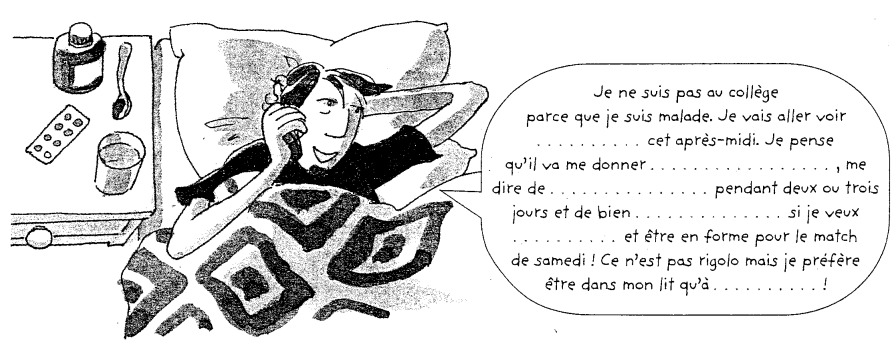 Je ne suis pas au collège
parce que je suis malade. Je vais aller voir
. . . . . . . . . . cet après-midi. Je pense
qu'il va me donner . . . . . . . . . . . . . . . . . , me
dire de . . . . . . . . . . . . . . . pendant deux ou trois
jours et de bien . . . . . . . . . . . . . . si je veux
. . . . . . . . . . et être en forme pour le match
de samedi ! Ce n'est pas rigolo mais je préfère
être dans mon lit qu'à . . . . . . . . . . !